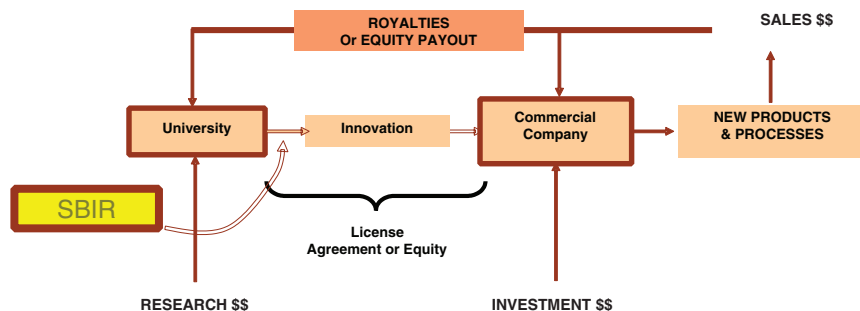 ROYALTIES
Or EQUITY PAYOUT
SALES $$
University
Innovation
Commercial
Company
NEW PRODUCTS
& PROCESSES
SBIR
License
Agreement or Equity
RESEARCH $$
INVESTMENT $$